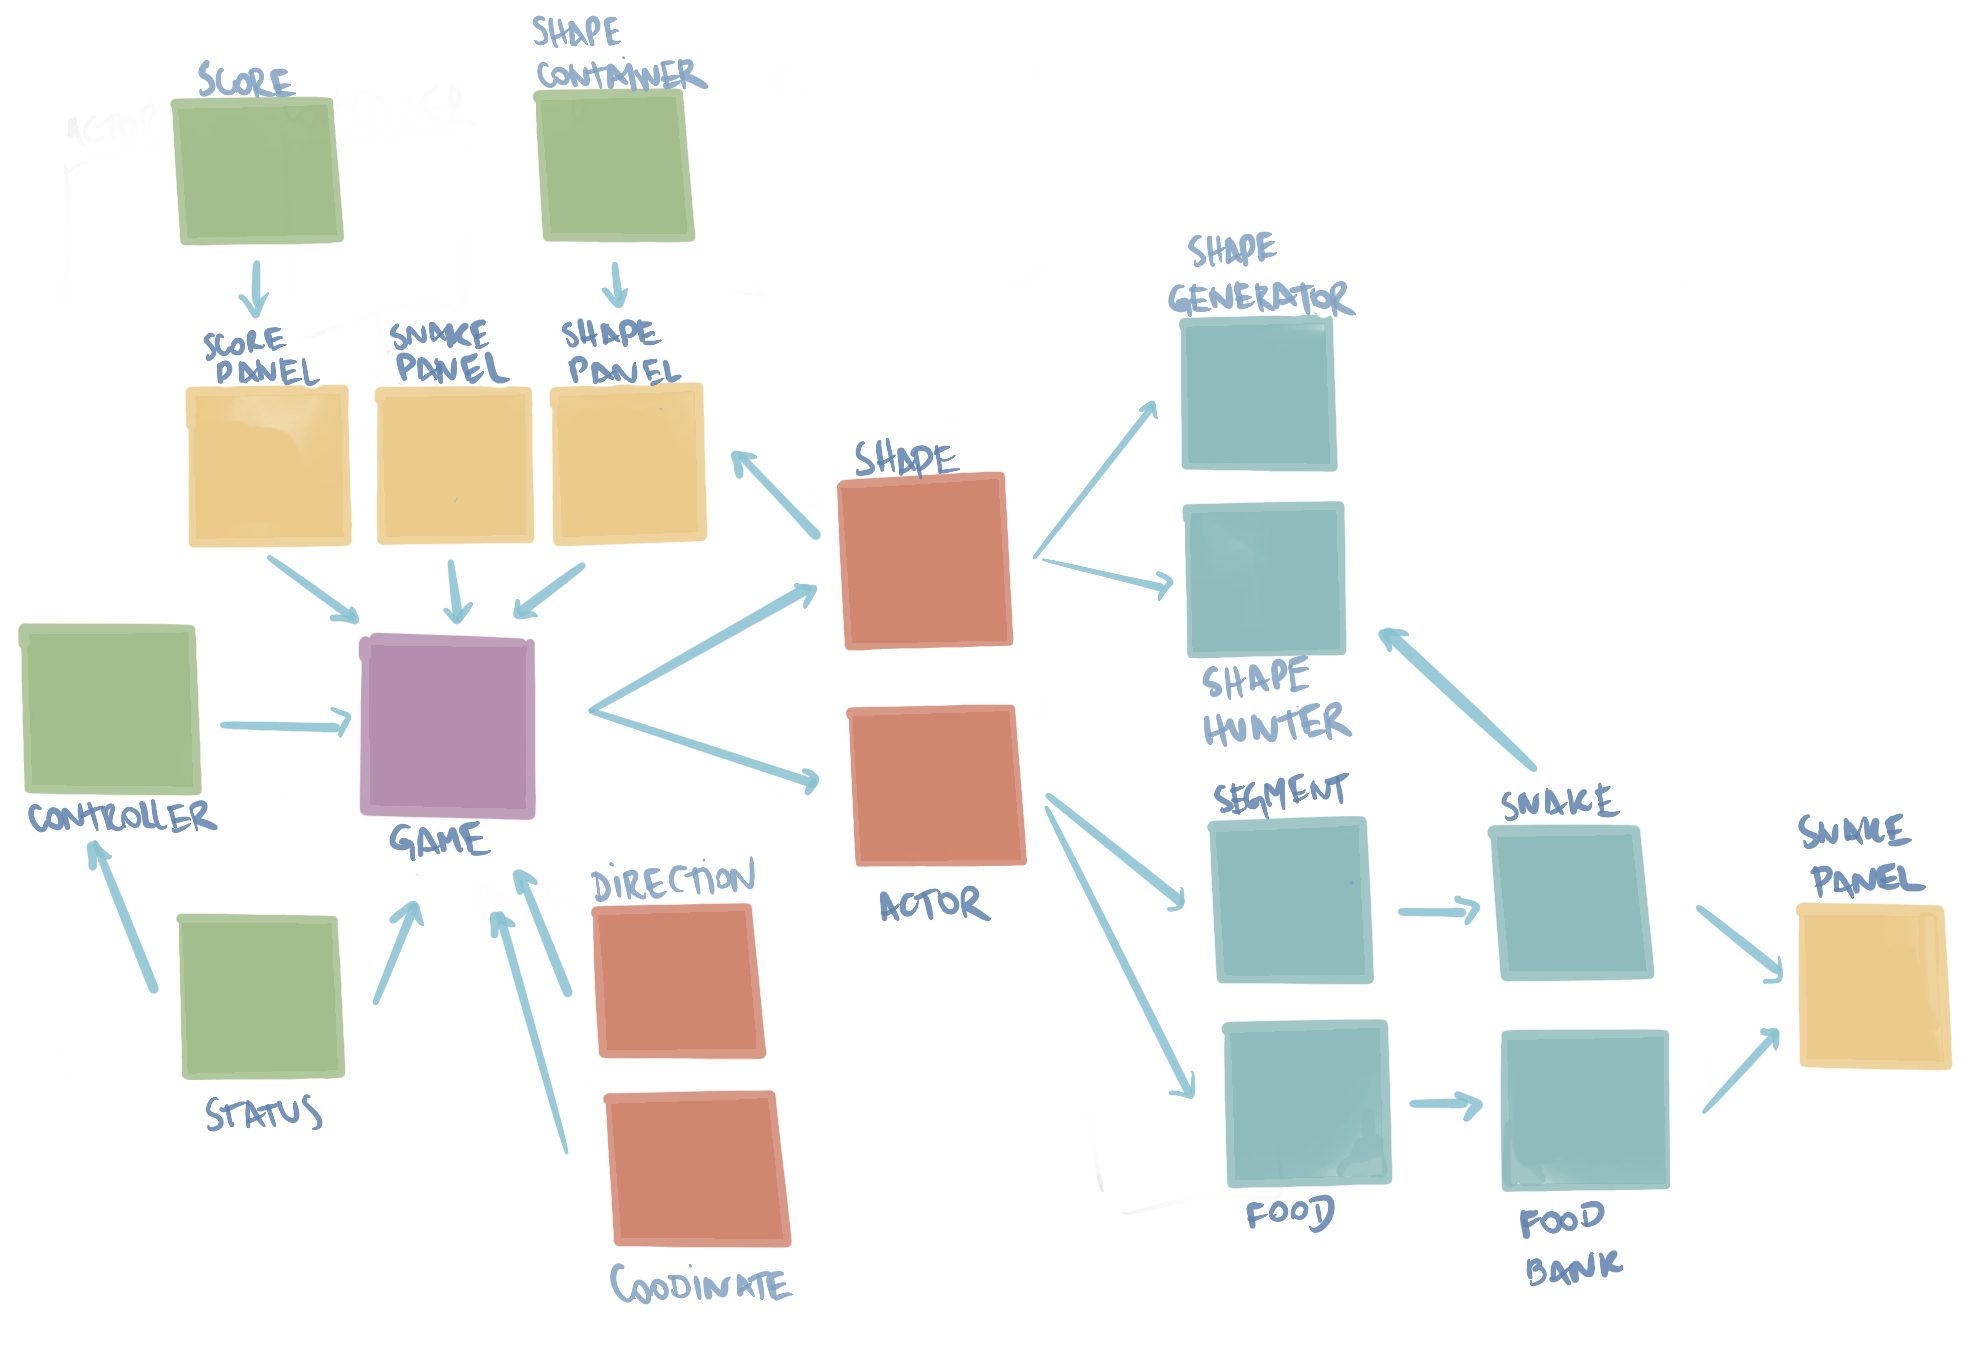 SHAPE
CONTAINER
SCORE
SCORE
PANEL
SNAKE
PANEL
SHAPE
PANEL
SHAPE
GENERATOR
SHAPE
SHAPE
HUNTER
CONTROLLER
GAME
ACTOR
SEGMENT
SNAKE
SNAKE
PANEL
DIRECTION
STATUS
COODINATE
FOOD
FOOD
BANK